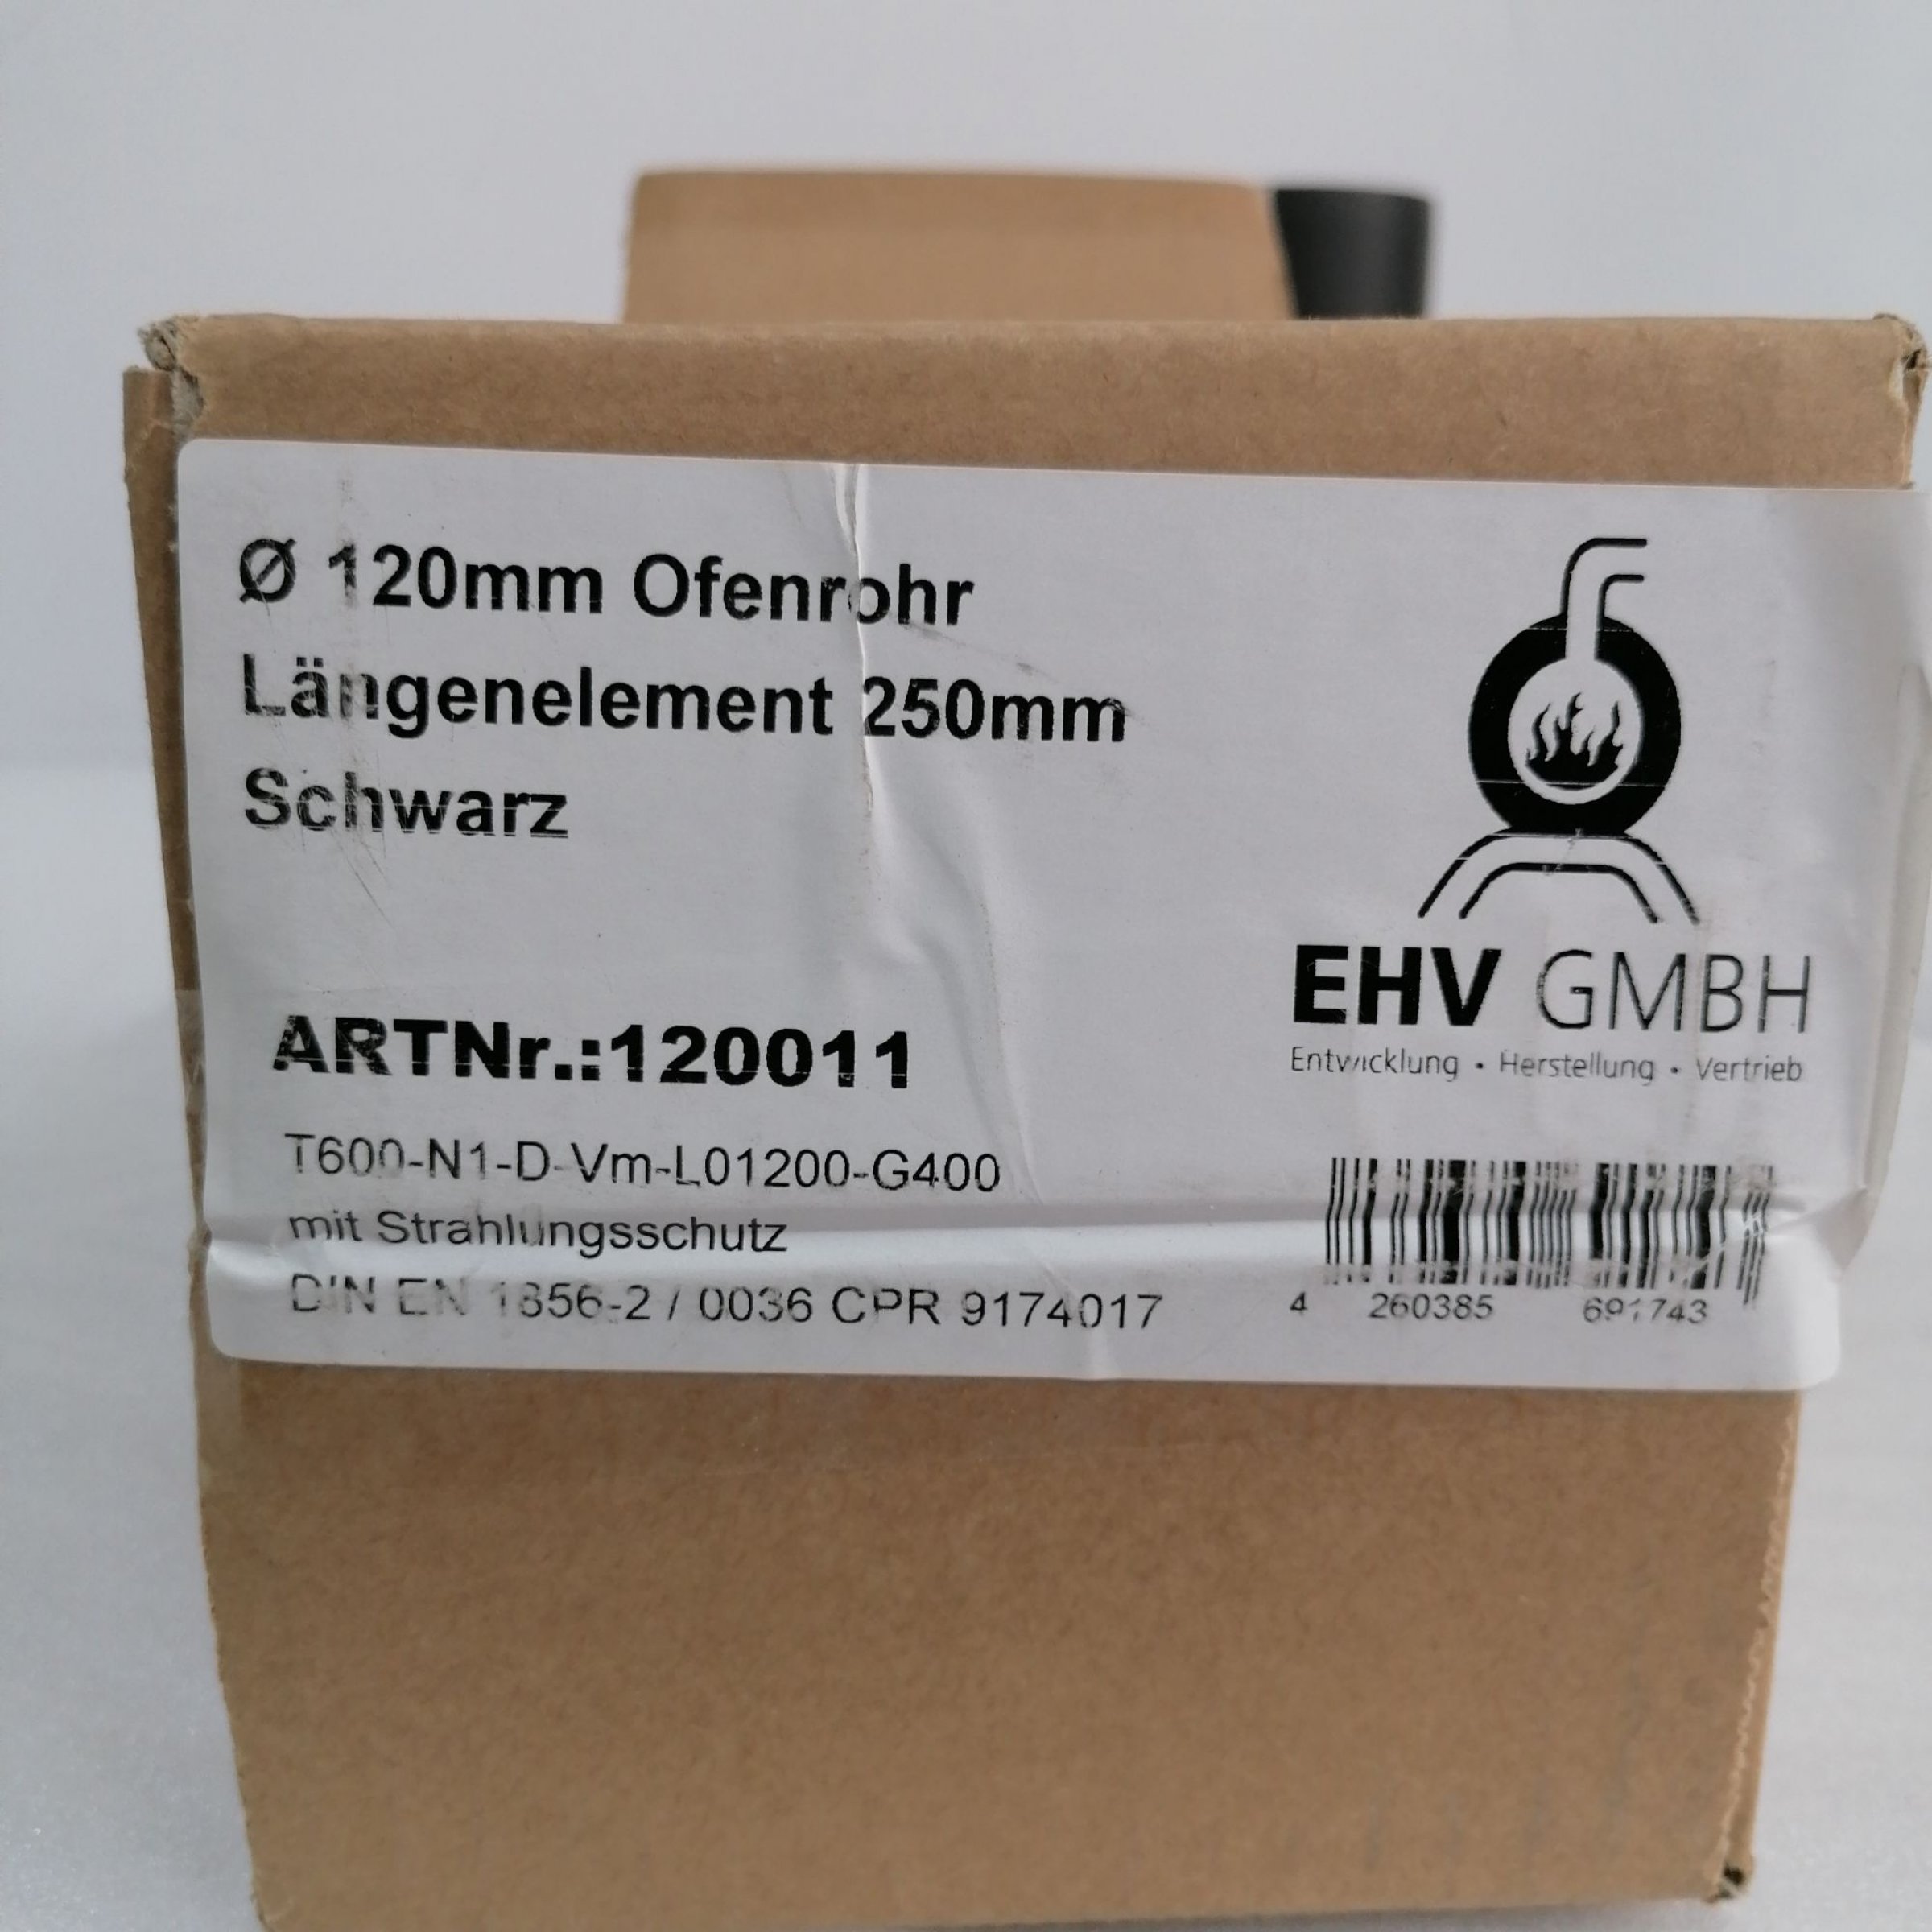 Ø 120mm Ofenrohr
Längenelement 250mm
Schwarz
EHV GMBH
Entwicklung • Herstellung • Vertrieb
ARTNr.:120011
T600-N1-D-Vm-L01200-G400
mit Strahlungsschutz
DIN EN 1856-2 / 0036 CPR 9174017
4 260385 691743